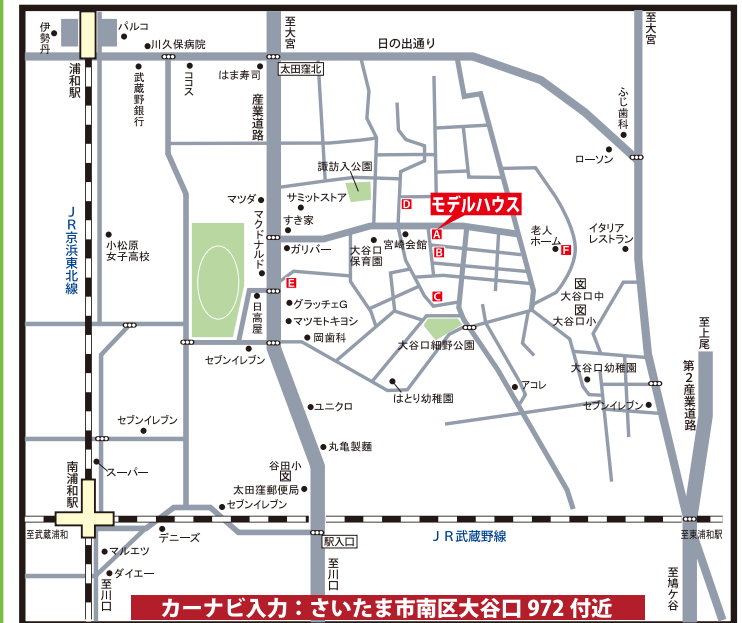 伊勢丹
パルコ
川久保病院
浦和駅
武蔵野銀行
ココス
はま寿司
至大宮
太田窪北
日の出通り
至大宮
産業道路
ふじ歯科
ローソン
諏訪入公園
サミットストア
マツダ
すき家
マクドナルド
ガリバー
D
モデルハウス
A
B
宮崎会館
大谷口
保育園
老人
ホーム
F
イタリア
レストラン
JR京浜東北線
小松原
女子高校
E
C
日高屋
グラッチェG
マツモトキヨシ
岡歯科
セブンイレブン
文
大谷口中
文
大谷口小
大谷口細野公園
至上尾
第2産業道路
大谷口幼稚園
セブンイレブン
アコレ
はとり幼稚園
ユニクロ
セブンイレブン
丸亀製麺
谷田小
文
太田窪郵便局
セブンイレブン
南浦和駅
スーパー
至武蔵浦和
デニーズ
JR武蔵野線
至東浦和駅
駅入口
マルエツ
ダイエー
至川口
至川口
至鳩ケ谷
カーナビ入力：さいたま市南区大谷口972付近